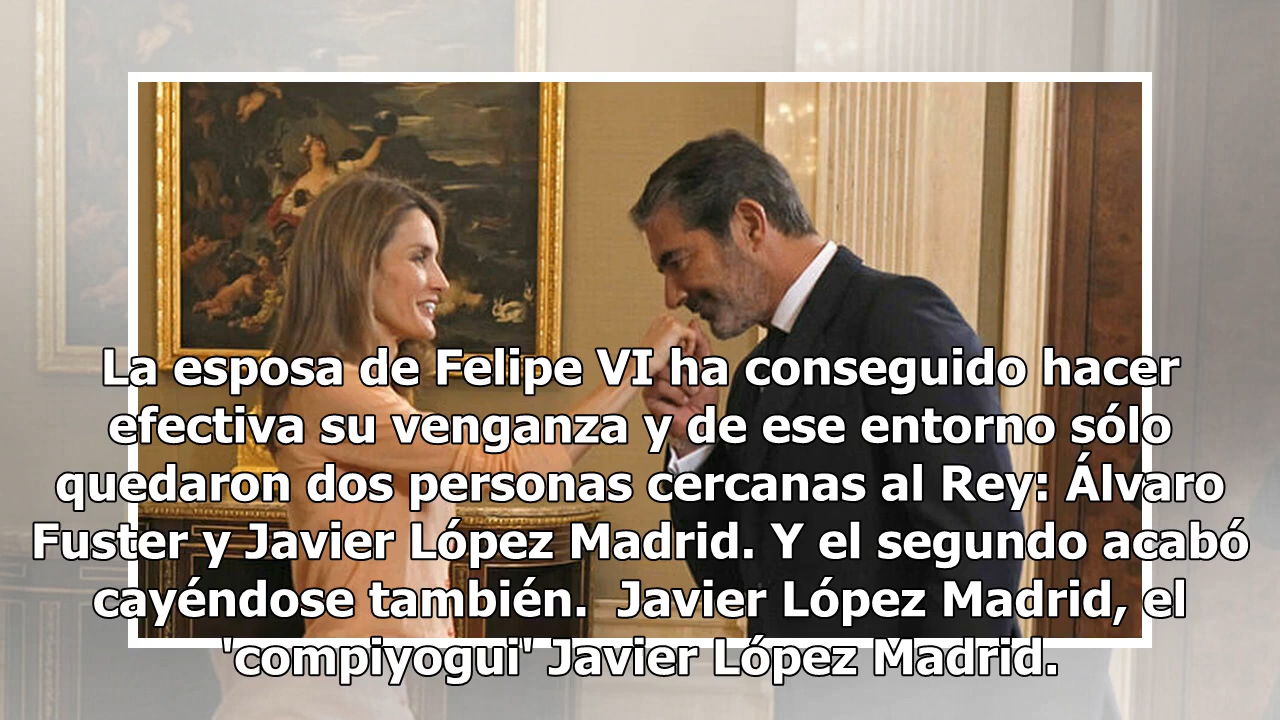 La esposa de Felipe VI ha conseguido hacer
efectiva su venganza y de ese entorno sólo
quedaron dos personas cercanas al Rey: Álvaro
Fuster y Javier López Madrid. Y el segundo acabó
cayéndose también.  Javier López Madrid, el
'compiyogui' Javier López Madrid.